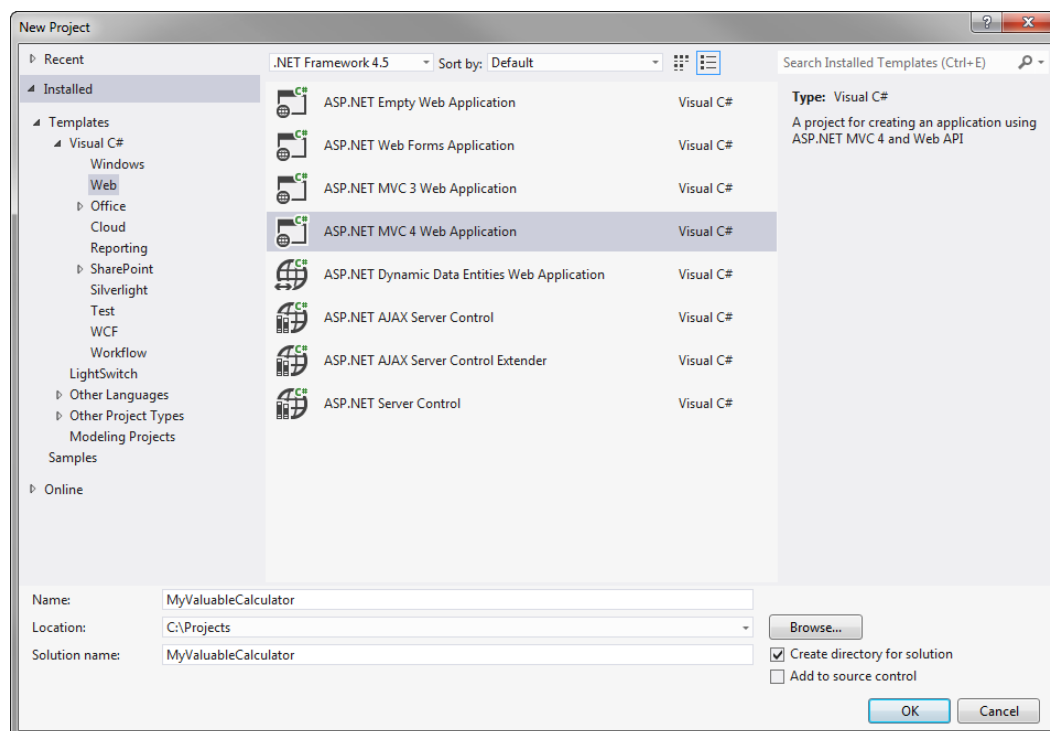 New Project
?
X
Recent
Installed
Templates
Visual C#
Windows
Web
Office
Cloud
Reporting
SharePoint
Silverlight
Test
WCF
Workflow
LightSwitch
Other Languages
Other Project Types
Modeling Projects
Samples
Online
.NET Framework 4.5 Sort by: Default
C# ASP.NET Empty Web Application Visual C#
C# ASP.NET Web Forms Application Visual C#
C# ASP.NET MVC 3 Web Application Visual C#
C# ASP.NET MVC 4 Web Application Visual C#
C# ASP.NET Dynamic Data Entities Web Application Visual C#
C# ASP.NET AJAX Server Control Visual C#
C# ASP.NET AJAX Server Control Extender Visual C#
C# ASP.NET Server Control Visual C#
Search Installed Templates (Ctrl+E)
Type: Visual C#
A project for creating an application using
ASP.NET MVC 4 and Web API
Name: MyValuableCalculator
Location: C:\Projects
Browse...
Solution name: MyValuableCalculator
Create directory for solution
Add to source control
OK Cancel